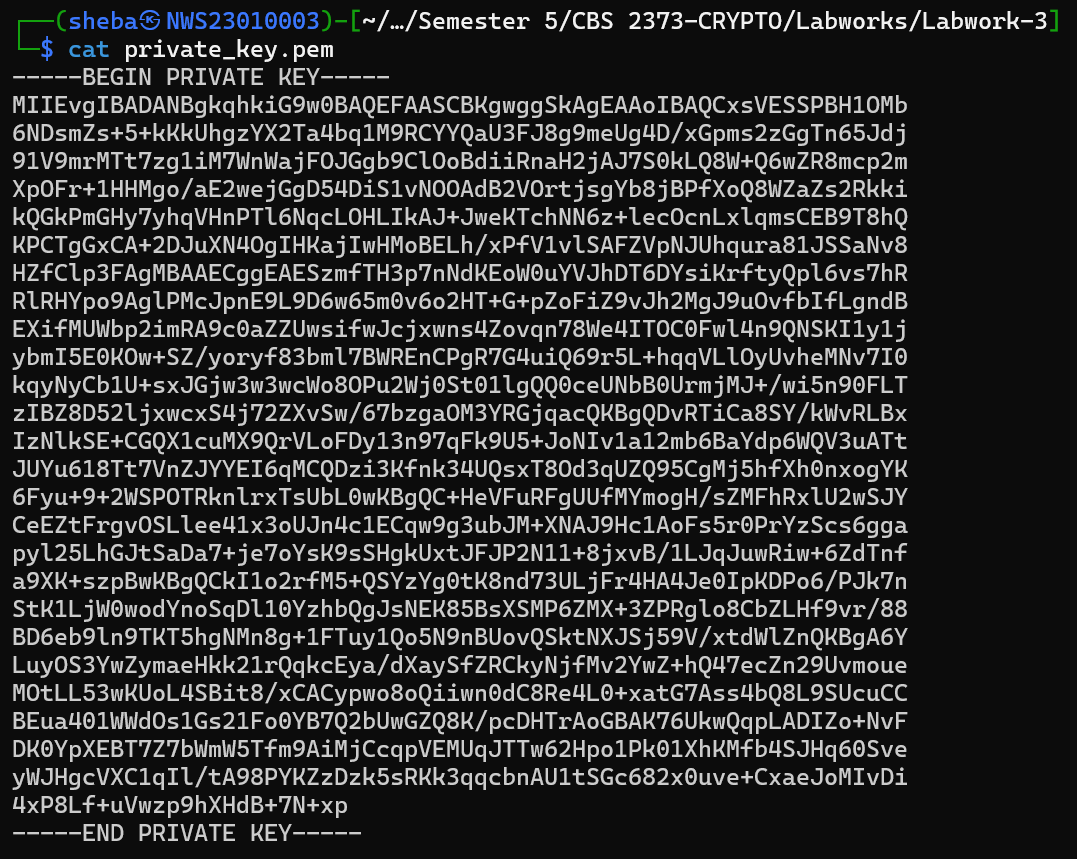 ┌──(sheba㉿NWS23010003)-[~/…/Semester 5/CBS 2373-CRYPTO/Labworks/Labwork-3]
└─$ cat private_key.pem
-----BEGIN PRIVATE KEY-----
MIIEvgIBADANBgkqhkiG9w0BAQEFAASCBKgwggSkAgEAAoIBAQCxsVESSPBH1OMb
6NDsmZs+5+kKkUhgzYX2Ta4bq1M9RCYYQaU3FJ8g9meUg4D/xGpms2zGgTn65Jdj
91V9mrMTt7zg1iM7WnWajFOJGgb9ClOoBdiiRnaH2jAJ7S0kLQ8W+Q6wZR8mcp2m
XpOFr+1HHMgo/aE2wejGgD54DiS1vNOOAdB2VOrtjsgYb8jBPfXoQ8WZaZs2Rkki
kQGkPmGHy7yhqVHnPTl6NqcLOHLIkAJ+JweKTchNN6z+lecOcnLxlqmsCEB9T8hQ
KPCTgGxCA+2DJuXN4OgIHKajIwHMoBELh/xPfV1vlSAFZVpNJUhqura81JSSaNv8
HZfClp3FAgMBAAECggEAESzmfTH3p7nNdKEoW0uYVJhDT6DYsiKrftyQpl6vs7hR
RlRHYpo9AglPMcJpnE9L9D6w65m0v6o2HT+G+pZoFiZ9vJh2MgJ9uOvfbIfLgndB
EXifMUWbp2imRA9c0aZZUwsifwJcjxwns4Zovqn78We4ITOC0Fwl4n9QNSKI1y1j
ybmI5E0KOw+SZ/yoryf83bml7BWREnCPgR7G4uiQ69r5L+hqqVLlOyUvheMNv7I0
kqyNyCb1U+sxJGjw3w3wcWo8OPu2Wj0St01lgQQ0ceUNbB0UrmjMJ+/wi5n90FLT
zIBZ8D52ljxwcxS4j72ZXvSw/67bzgaOM3YRGjqacQKBgQDvRTiCa8SY/kWvRLBx
IzNlkSE+CGQX1cuMX9QrVLoFDy13n97qFk9U5+JoNIv1a12mb6BaYdp6WQV3uATt
JUYu618Tt7VnZJYYEI6qMCQDzi3Kfnk34UQsxT8Od3qUZQ95CgMj5hfXh0nxogYK
6Fyu+9+2WSPOTRknlrxTsUbL0wKBgQC+HeVFuRFgUUfMYmogH/sZMFhRxlU2wSJY
CeEZtFrgvOSLlee41x3oUJn4c1ECqw9g3ubJM+XNAJ9Hc1AoFs5r0PrYzScs6gga
pyl25LhGJtSaDa7+je7oYsK9sSHgkUxtJFJP2N11+8jxvB/1LJqJuwRiw+6ZdTnf
a9XK+szpBwKBgQCkI1o2rfM5+QSYzYg0tK8nd73ULjFr4HA4Je0IpKDPo6/PJk7n
StK1LjW0wodYnoSqDl10YzhbQgJsNEK85BsXSMP6ZMX+3ZPRglo8CbZLHf9vr/88
BD6eb9ln9TKT5hgNMn8g+1FTuy1Qo5N9nBUovQSktNXJSj59V/xtdWlZnQKBgA6Y
LuyOS3YwZymaeHkk21rQqkcEya/dXaySfZRCkyNjfMv2YwZ+hQ47ecZn29Uvmoue
MOtLL53wKUoL4SBit8/xCACypwo8oQiiwn0dC8Re4L0+xatG7Ass4bQ8L9SUcuCC
BEua401WWdOs1Gs21Fo0YB7Q2bUwGZQ8K/pcDHTrAoGBAK76UkwQqpLADIZo+NvF
DK0YpXEBT7Z7bWmW5Tfm9AiMjCcqpVEMUqJTTw62Hpo1Pk01XhKMfb4SJHq60Sve
yWJHgcVXC1qIl/tA98PYKZzDzk5sRKk3qqcbnAU1tSGc682x0uve+CxaeJoMIvDi
4xP8Lf+uVwzp9hXHdB+7N+xp
-----END PRIVATE KEY-----